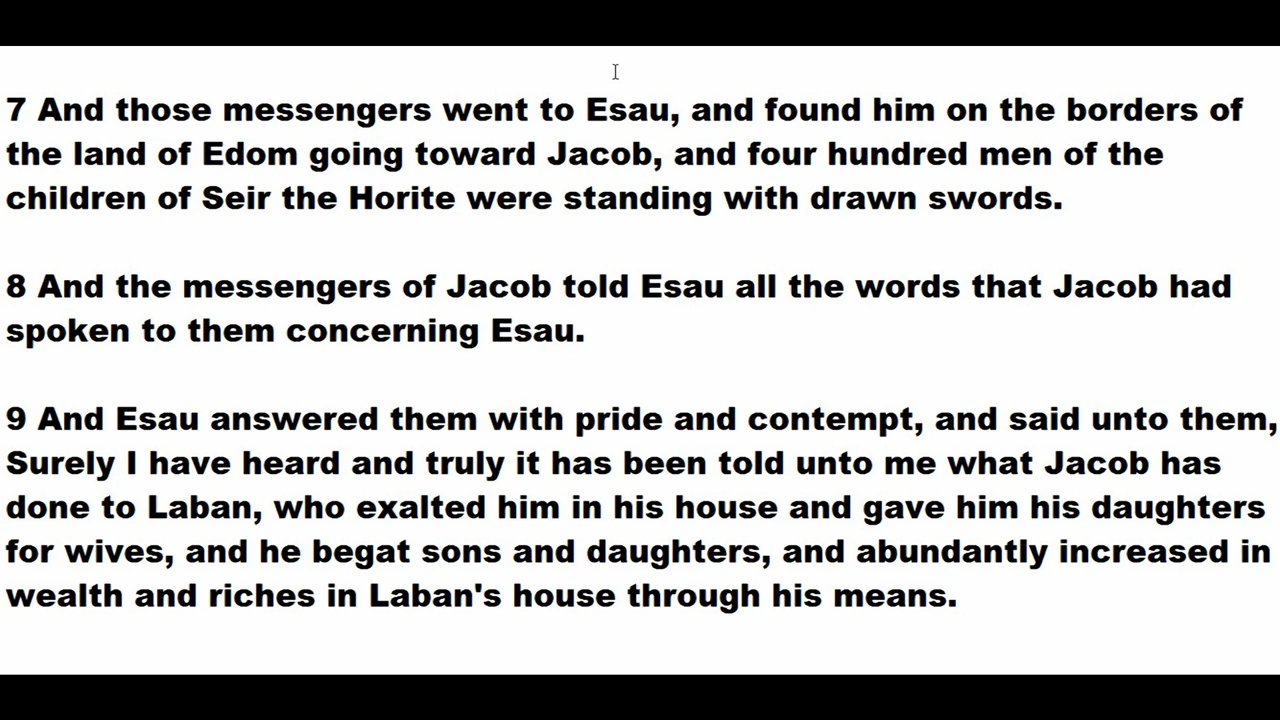 7 And those messengers went to Esau, and found him on the borders of
the land of Edom going toward Jacob, and four hundred men of the
children of Seir the Horite were standing with drawn swords.
8 And the messengers of Jacob told Esau all the words that Jacob had
spoken to them concerning Esau.
9 And Esau answered them with pride and contempt, and said unto them,
Surely I have heard and truly it has been told unto me what Jacob has
done to Laban, who exalted him in his house and gave him his daughters
for wives, and he begat sons and daughters, and abundantly increased in
wealth and riches in Laban's house through his means.